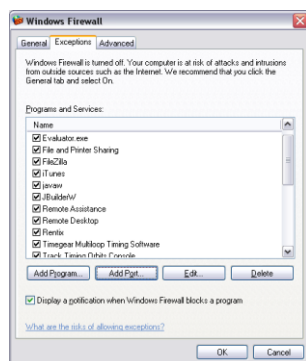 Windows Firewall
General Exceptions Advanced
Windows Firewall is turned off. Your computer is at risk of attacks and intrusions
from outside sources such as the Internet. We recommend that you click the
General tab and select On.
Programs and Services:
Name
Evaluator.exe
File and Printer Sharing
FileZilla
iTunes
javaw
JBuilderW
Remote Assistance
Remote Desktop
Rentix
Timegear Multiloop Timing Software
Track Timing Orbits Console
Add Program... Add Port... Edit... Delete
Display a notification when Windows Firewall blocks a program
What are the risks of allowing exceptions?
OK Cancel